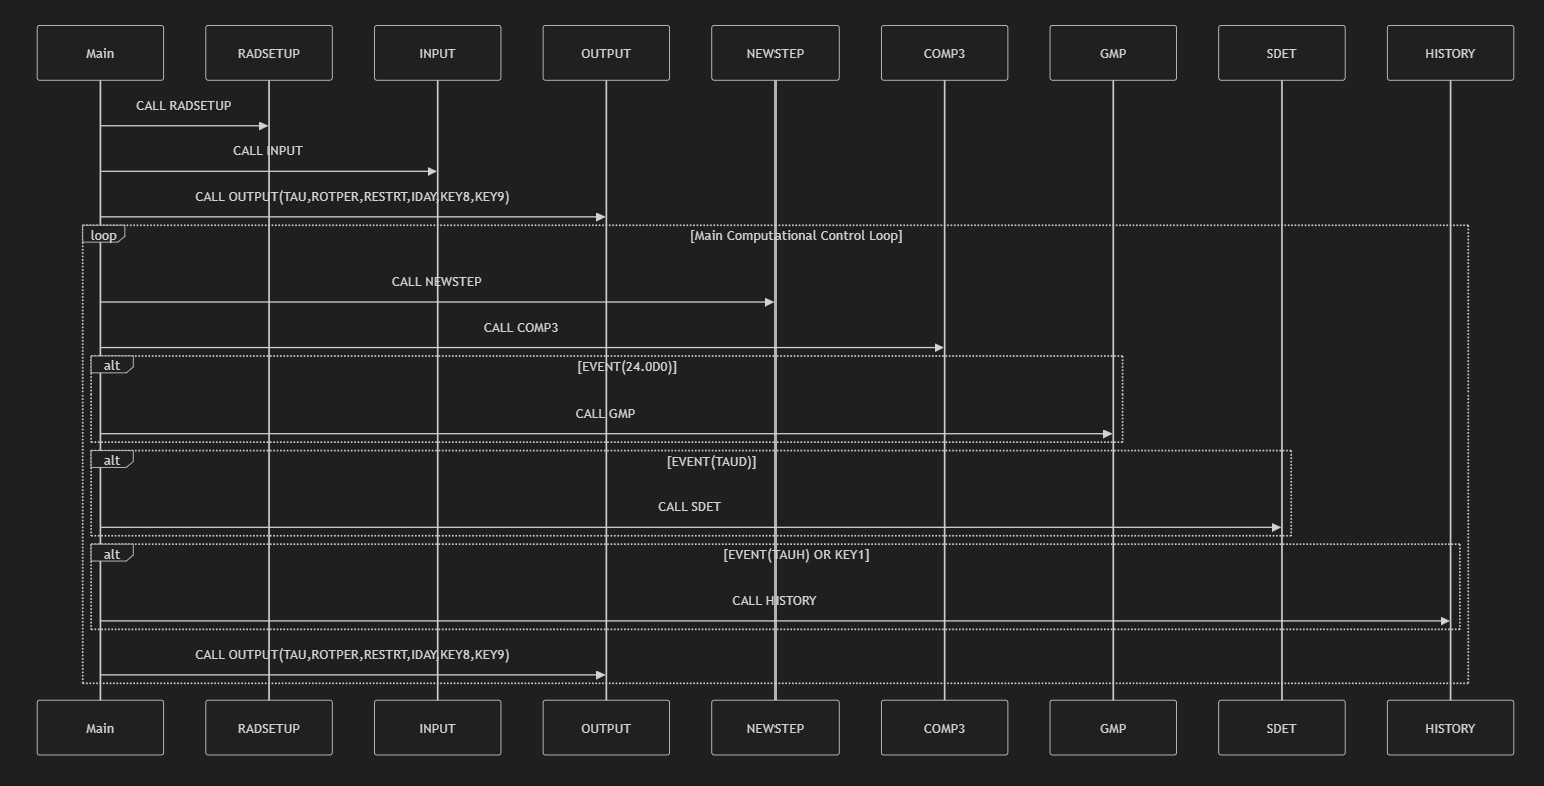 Main RADSETUP INPUT OUTPUT NEWSTEP COMP3 GMP SDET HISTORY
CALL RADSETUP
CALL INPUT
CALL OUTPUT(TAU,ROTPER,RESTRT,IDAY,KEY8,KEY9)
loop [Main Computational Control Loop]
CALL NEWSTEP
CALL COMP3
alt [EVENT(24.0D0)]
CALL GMP
alt [EVENT(TAUD)]
CALL SDET
alt [EVENT(TAUH) OR KEY1]
CALL HISTORY
CALL OUTPUT(TAU,ROTPER,RESTRT,IDAY,KEY8,KEY9)
Main RADSETUP INPUT OUTPUT NEWSTEP COMP3 GMP SDET HISTORY